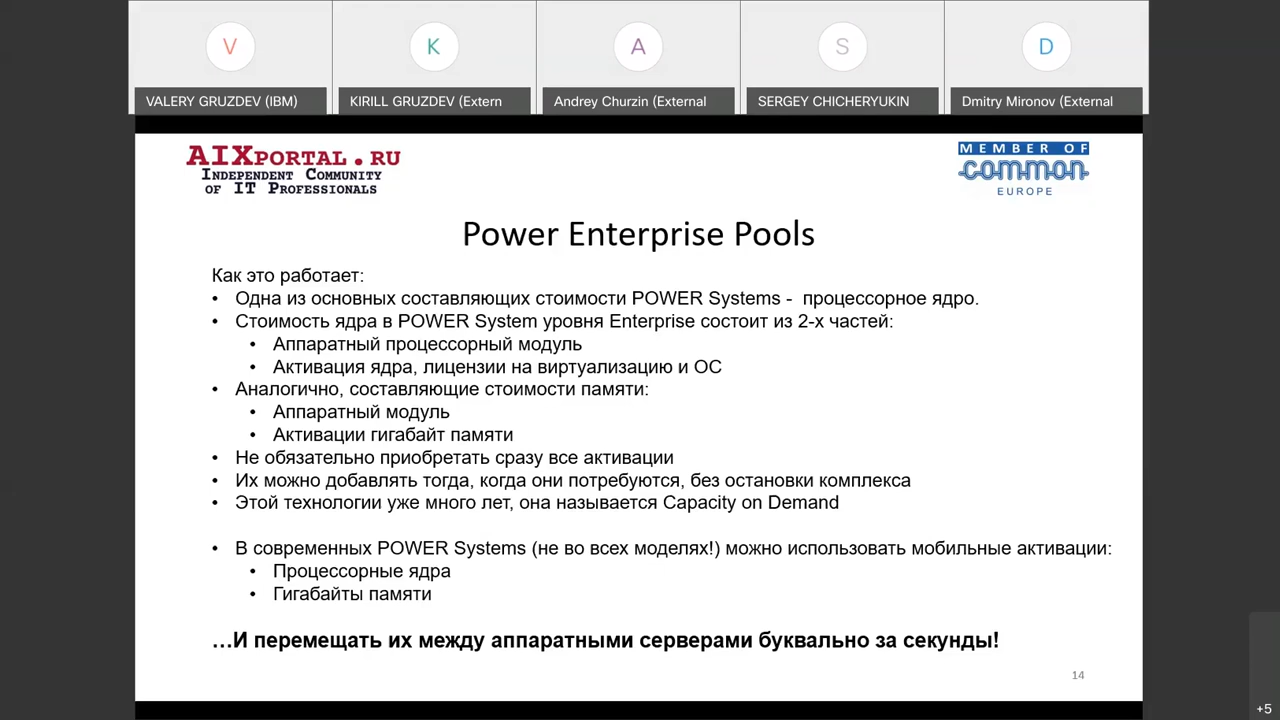 V
K
A
S
D
VALERY GRUZDEV (IBM)
KIRILL GRUZDEV (Extern
Andrey Churzin (External
SERGEY CHICHERYUKIN
Dmitry Mironov (External
AIXPORTAL.RU
INDEPENDENT COMMUNITY
OF IT PROFESSIONALS
MEMBER OF
common
EUROPE
Power Enterprise Pools
Как это работает:
• Одна из основных составляющих стоимости POWER Systems - процессорное ядро.
• Стоимость ядра в POWER System уровня Enterprise состоит из 2-х частей:
• Аппаратный процессорный модуль
• Активация ядра, лицензии на виртуализацию и ОС
• Аналогично, составляющие стоимости памяти:
• Аппаратный модуль
• Активации гигабайт памяти
• Не обязательно приобретать сразу все активации
• Их можно добавлять тогда, когда они потребуются, без остановки комплекса
• Этой технологии уже много лет, она называется Capacity on Demand
• В современных POWER Systems (не во всех моделях!) можно использовать мобильные активации:
• Процессорные ядра
• Гигабайты памяти
...И перемещать их между аппаратными серверами буквально за секунды!
14
+5